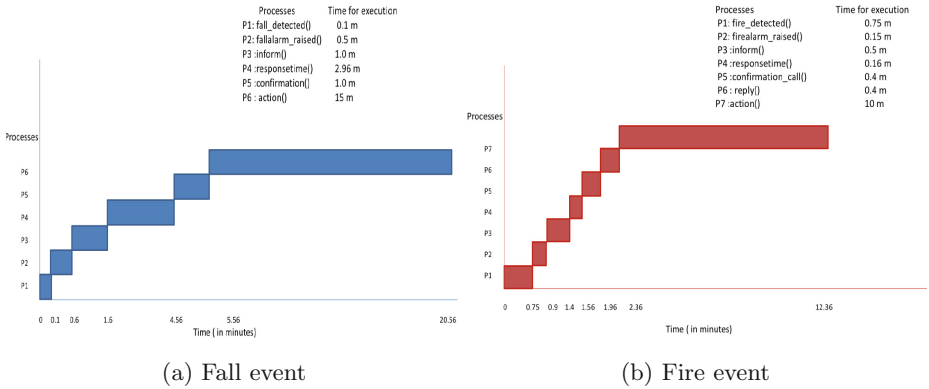 Processes Time for execution
P1: fall_detected() 0.1 m
P2: fallalarm_raised() 0.5 m
P3 :inform() 1.0 m
P4 :responsetime() 2.96 m
P5 :confirmation() 1.0 m
P6 : action() 15 m
Processes
P6
P5
P4
P3
P2
P1
0 0.1 0.6 1.6 4.56 5.56 20.56
Time ( in minutes)
(a) Fall event
Processes Time for execution
P1: fire_detected() 0.75 m
P2: firealarm_raised() 0.15 m
P3 :inform() 0.5 m
P4 :responsetime() 0.16 m
P5 :confirmation_call() 0.4 m
P6 : reply() 0.4 m
P7 :action() 10 m
Processes
P7
P6
P5
P4
P3
P2
P1
0 0.75 0.9 1.4 1.56 1.96 2.36 12.36
Time ( in minutes)
(b) Fire event